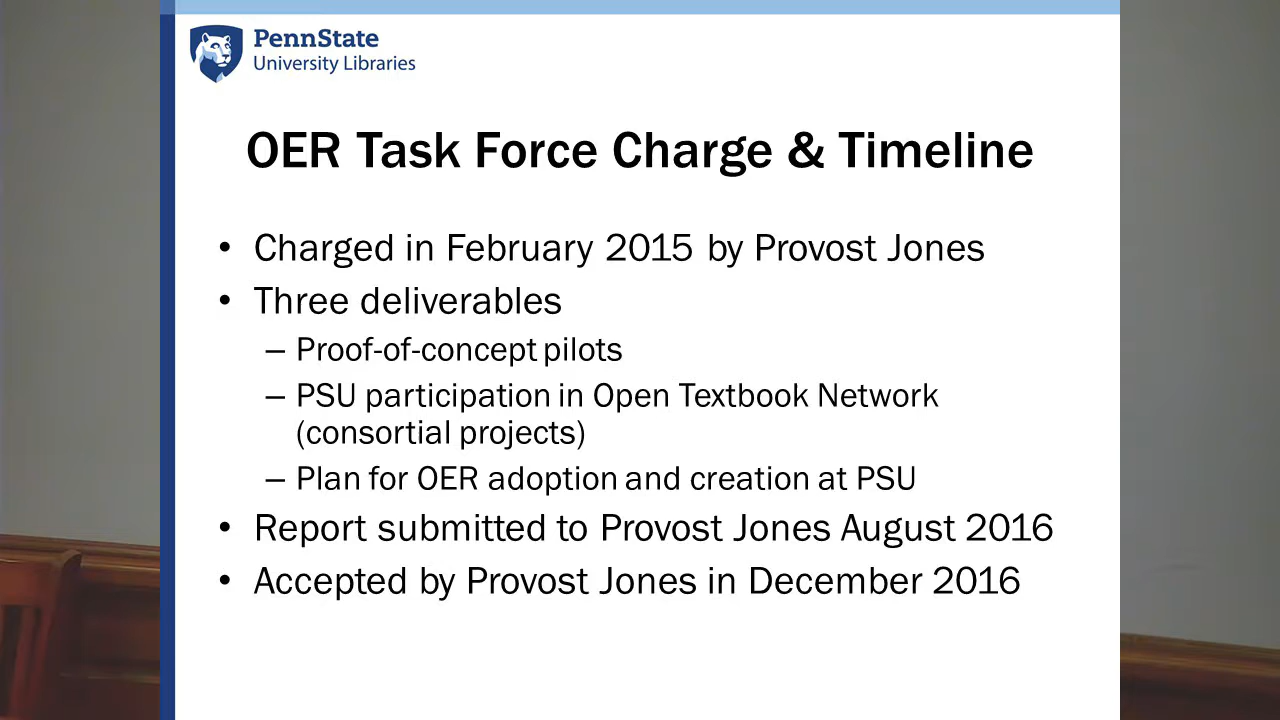 PennState
University Libraries
OER Task Force Charge & Timeline
• Charged in February 2015 by Provost Jones
• Three deliverables
– Proof-of-concept pilots
– PSU participation in Open Textbook Network
(consortial projects)
– Plan for OER adoption and creation at PSU
• Report submitted to Provost Jones August 2016
• Accepted by Provost Jones in December 2016